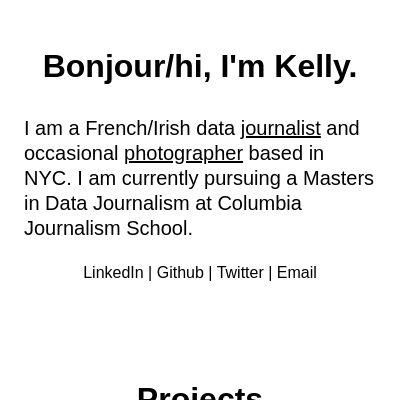 Bonjour/hi, I'm Kelly.
I am a French/Irish data journalist and
occasional photographer based in
NYC. I am currently pursuing a Masters
in Data Journalism at Columbia
Journalism School.
LinkedIn | Github | Twitter | Email
Projects